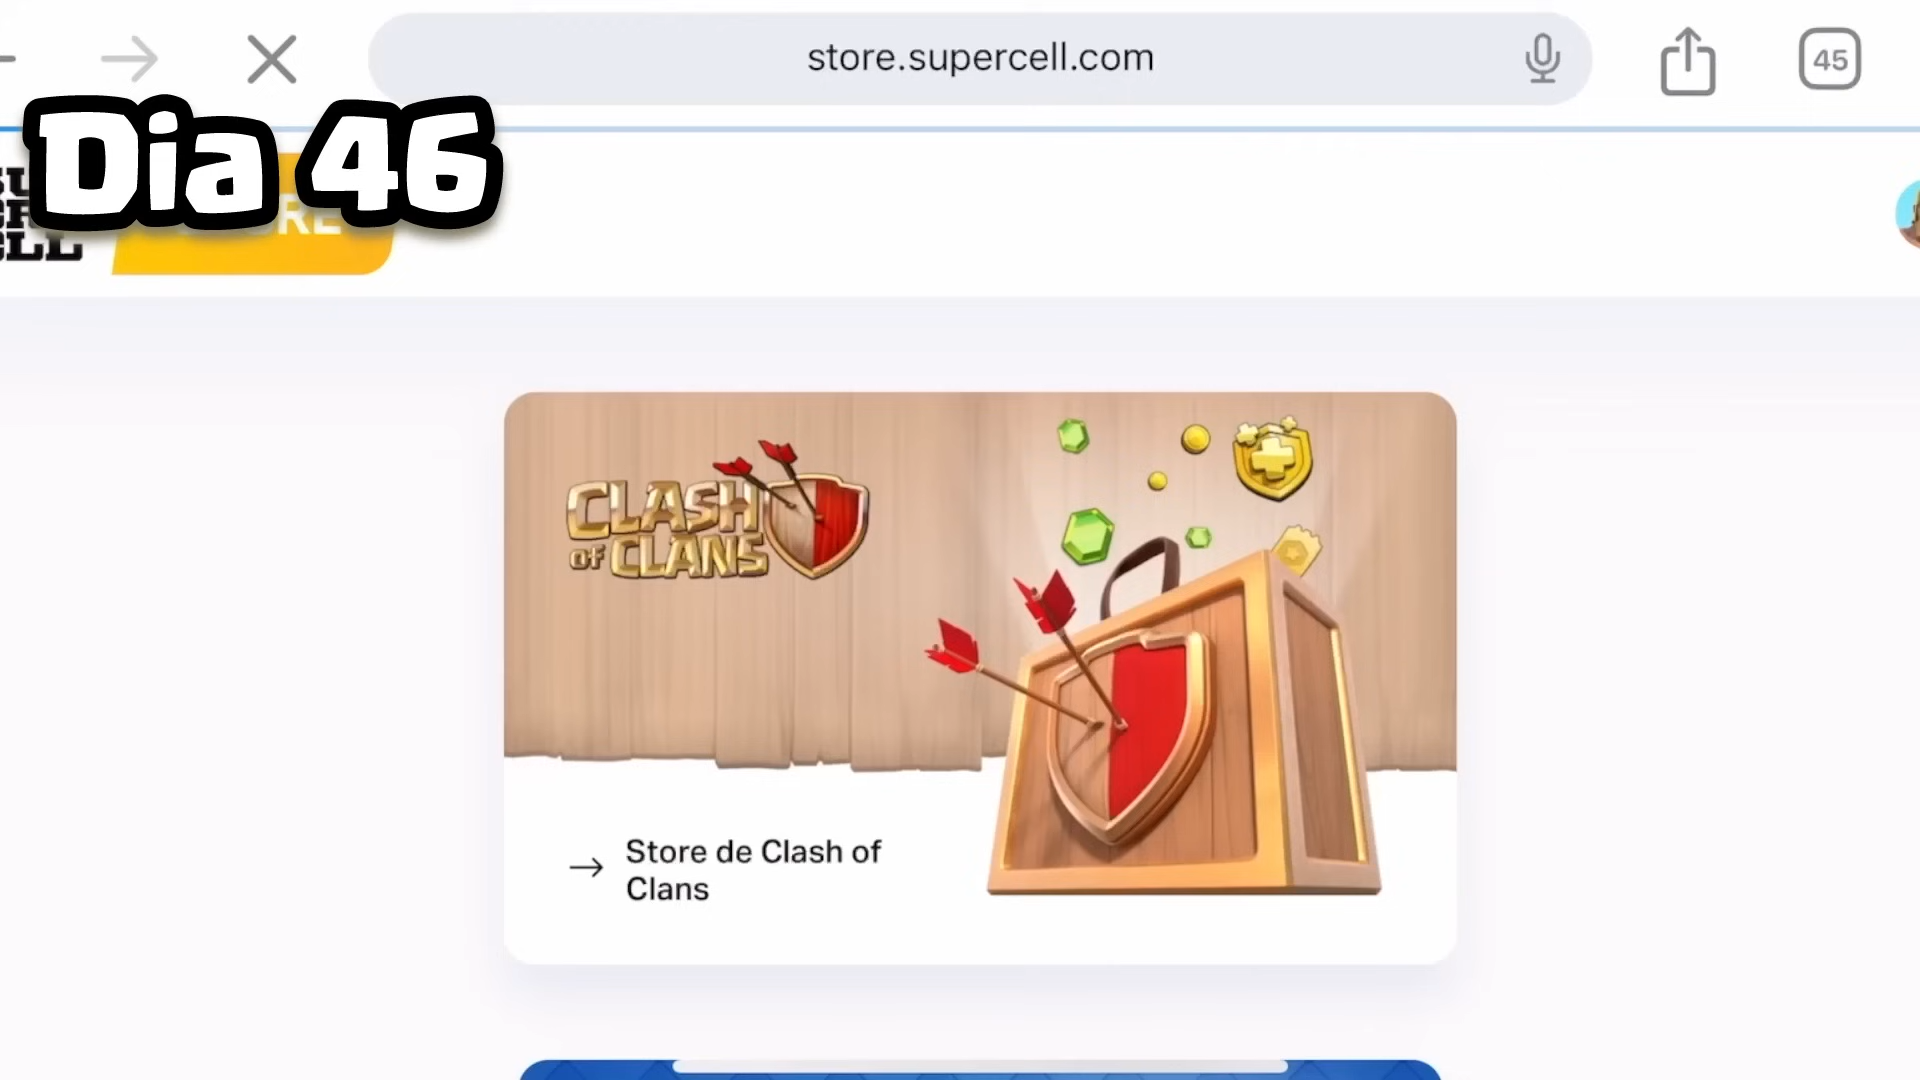 store.supercell.com
45
Dia 46
CLASH
OF CLANS
Store de Clash of
Clans